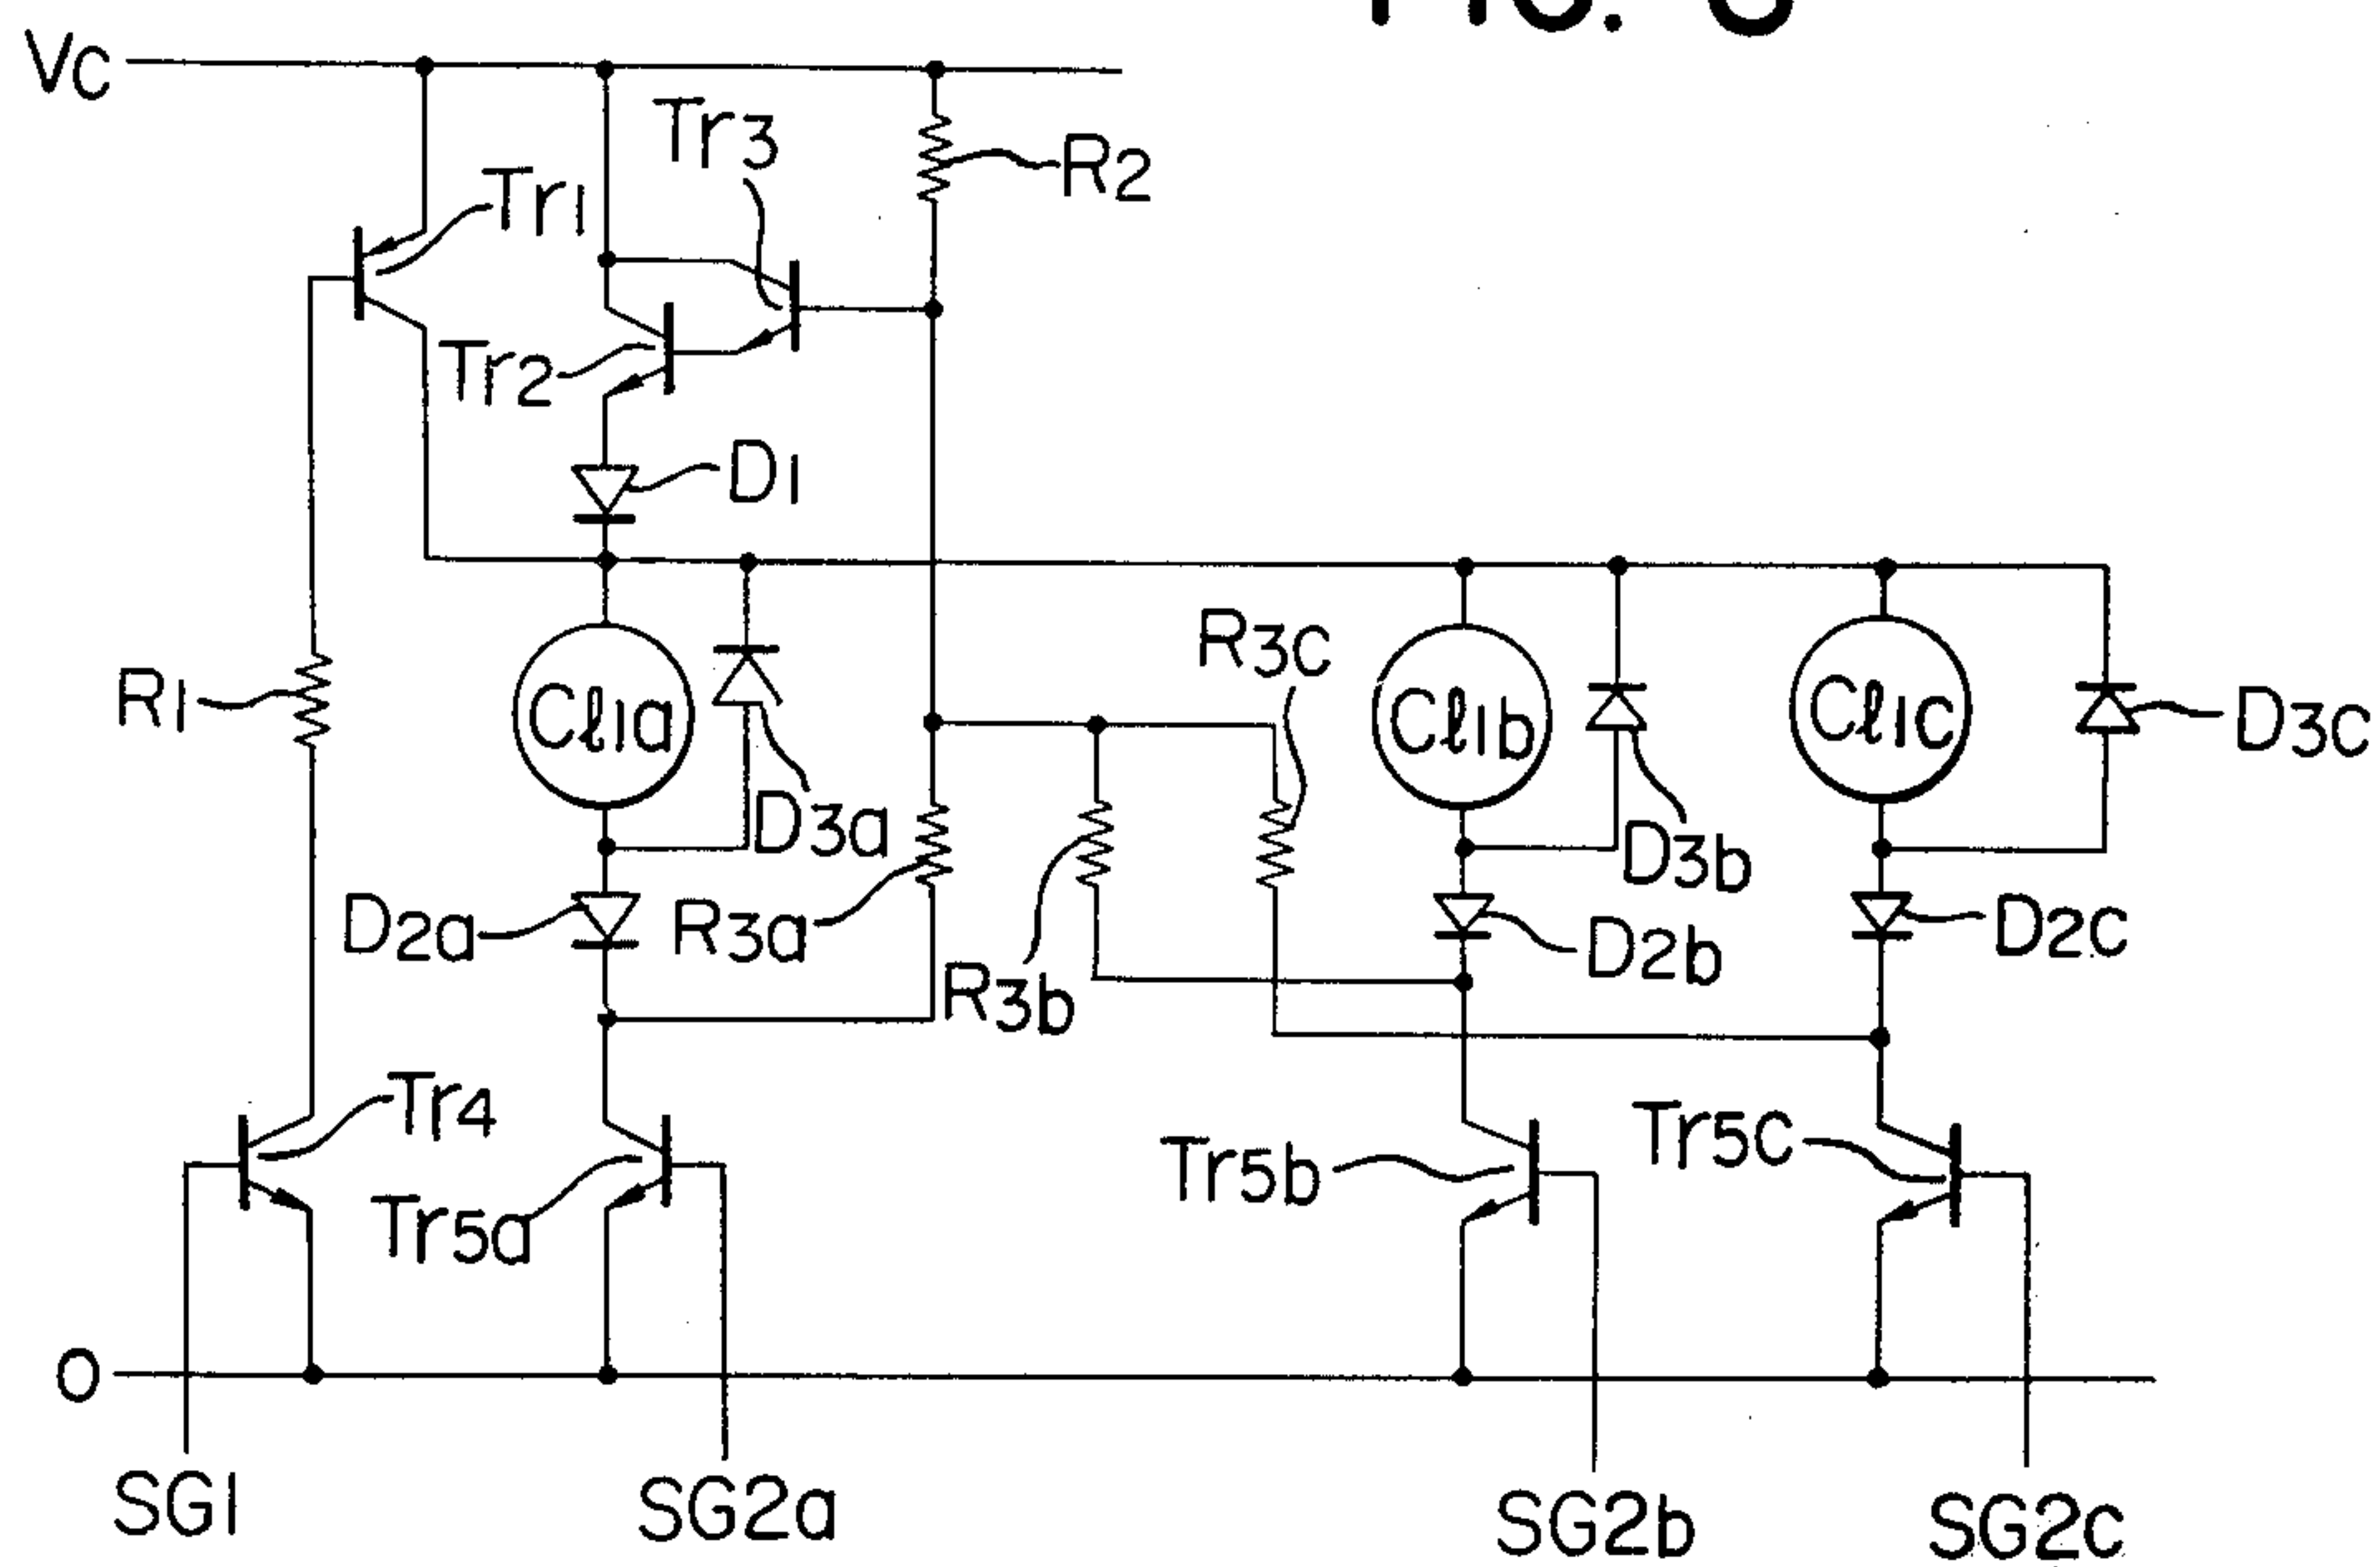 Vc
Tr3
R2
Tr1
Tr2
D1
R3c
R1
Cl1a
Cl1b
Cl1c
D3c
D3a
D3b
D2a
R3a
D2b
D2c
R3b
Tr4
Tr5a
Tr5b
Tr5c
0
SG1
SG2a
SG2b
SG2c